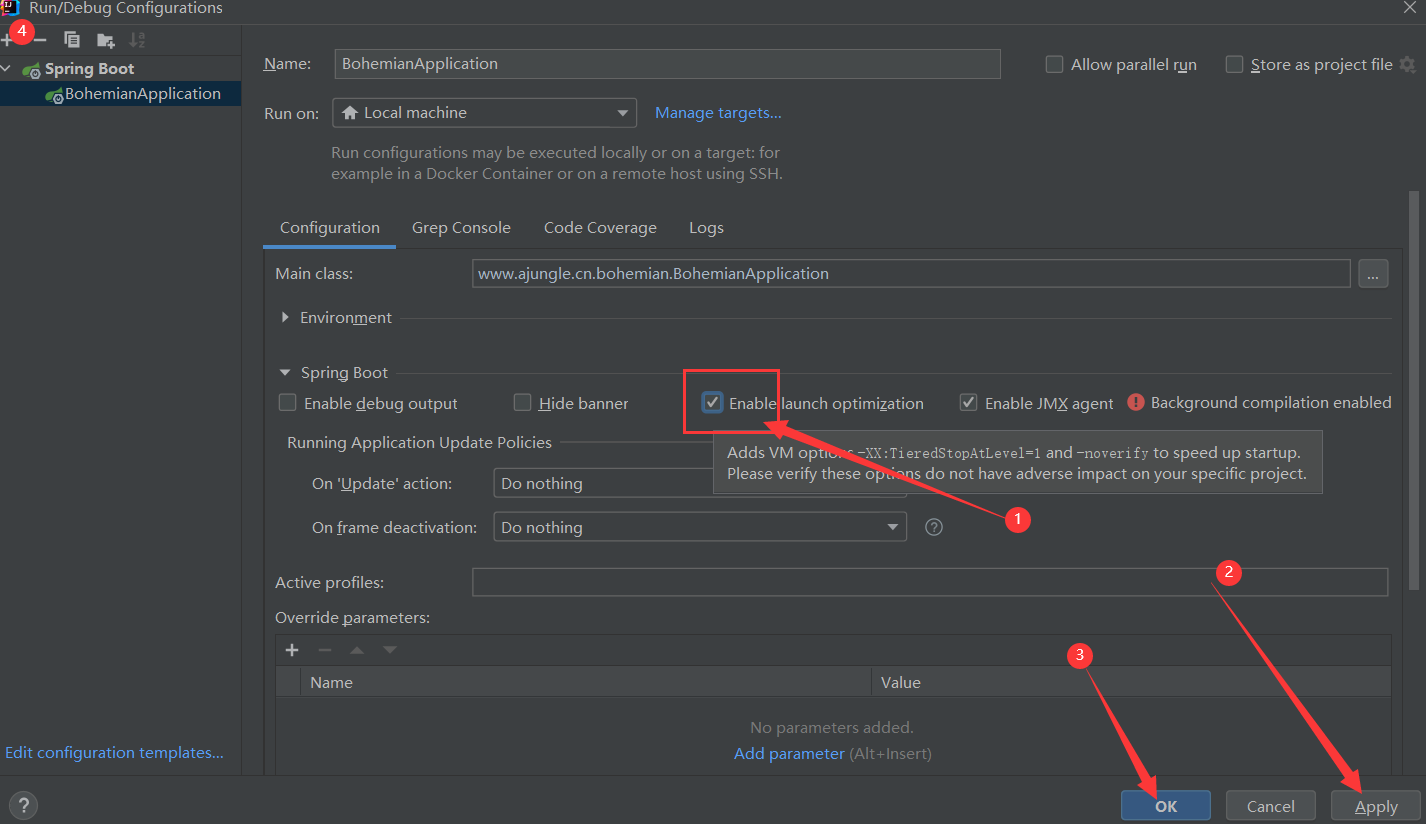 Run/Debug Configurations
4
Spring Boot
BohemianApplication
Edit configuration templates...
Name: BohemianApplication
Allow parallel run
Store as project file
Run on: Local machine
Manage targets...
Run configurations may be executed locally or on a target: for
example in a Docker Container or on a remote host using SSH.
Configuration Grep Console Code Coverage Logs
Main class: www.ajungle.cn.bohemian.BohemianApplication ...
Environment
Spring Boot
Enable debug output Hide banner Enable launch optimization Enable JMX agent Background compilation enabled
Running Application Update Policies
Adds VM options -XX:TieredStopAtLevel=1 and -noverify to speed up startup.
Please verify these options do not have adverse impact on your specific project.
On 'Update' action: Do nothing
On frame deactivation: Do nothing ?
1
2
Active profiles:
Override parameters:
3
Name Value
No parameters added.
Add parameter (Alt+Insert)
? OK Cancel Apply